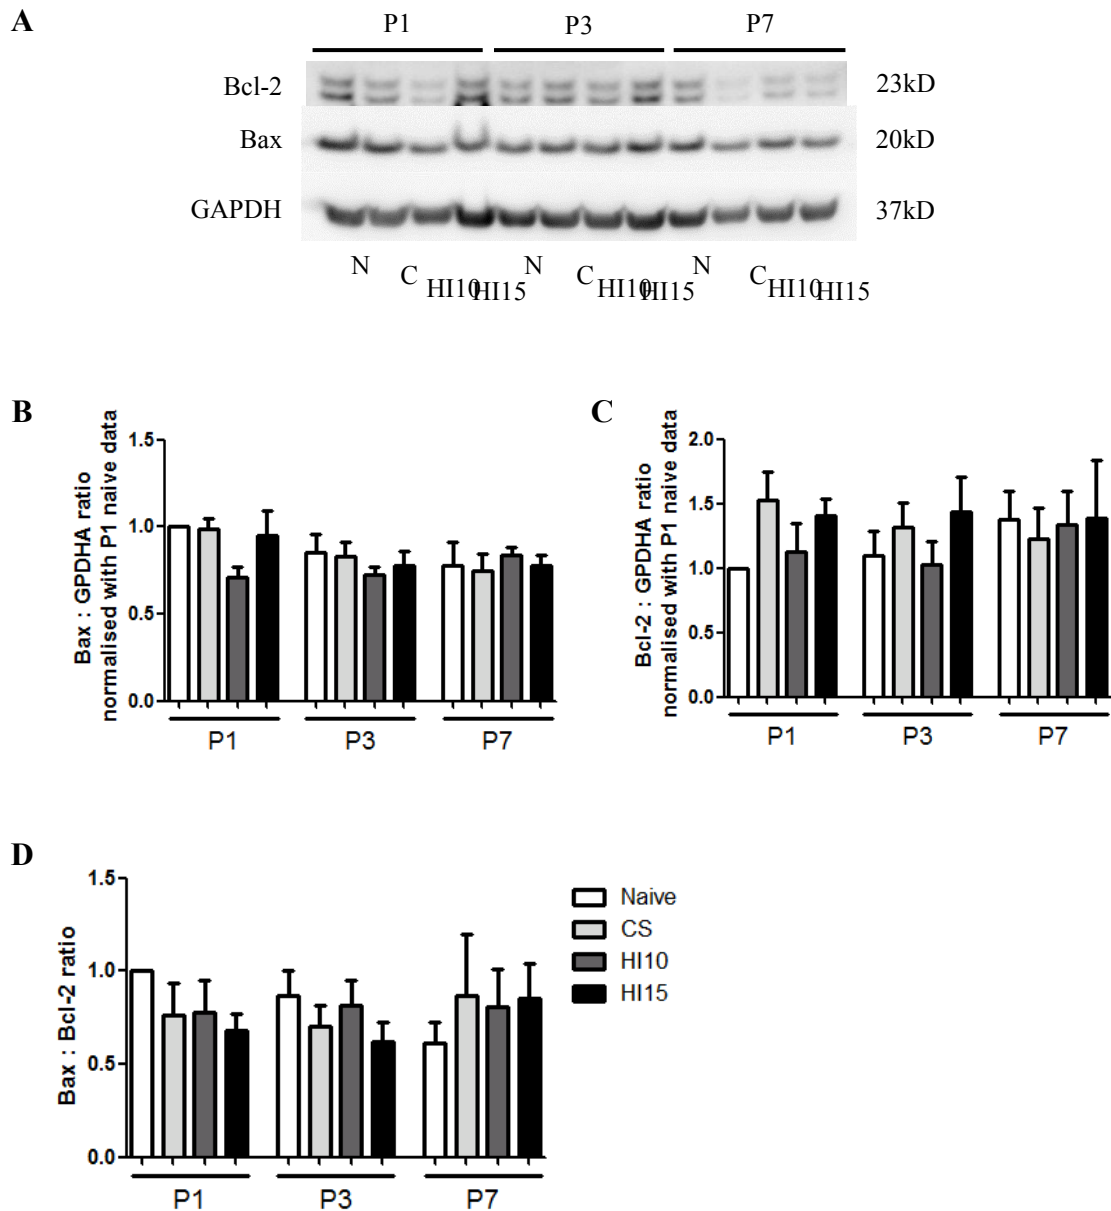 A
P1 P3 P7
Bcl-2 23kD
Bax 20kD
GAPDH 37kD
N C HI10 HI15 N C HI10 HI15 N C HI10 HI15
B
Bax : GPDHA ratio
normalised with P1 naive data
1.5
1.0
0.5
0.0
P1 P3 P7
C
Bcl-2 : GPDHA ratio
normalised with P1 naive data
2.0
1.5
1.0
0.5
0.0
P1 P3 P7
D
Bax : Bcl-2 ratio
1.5
1.0
0.5
0.0
P1 P3 P7
Naive
CS
HI10
HI15